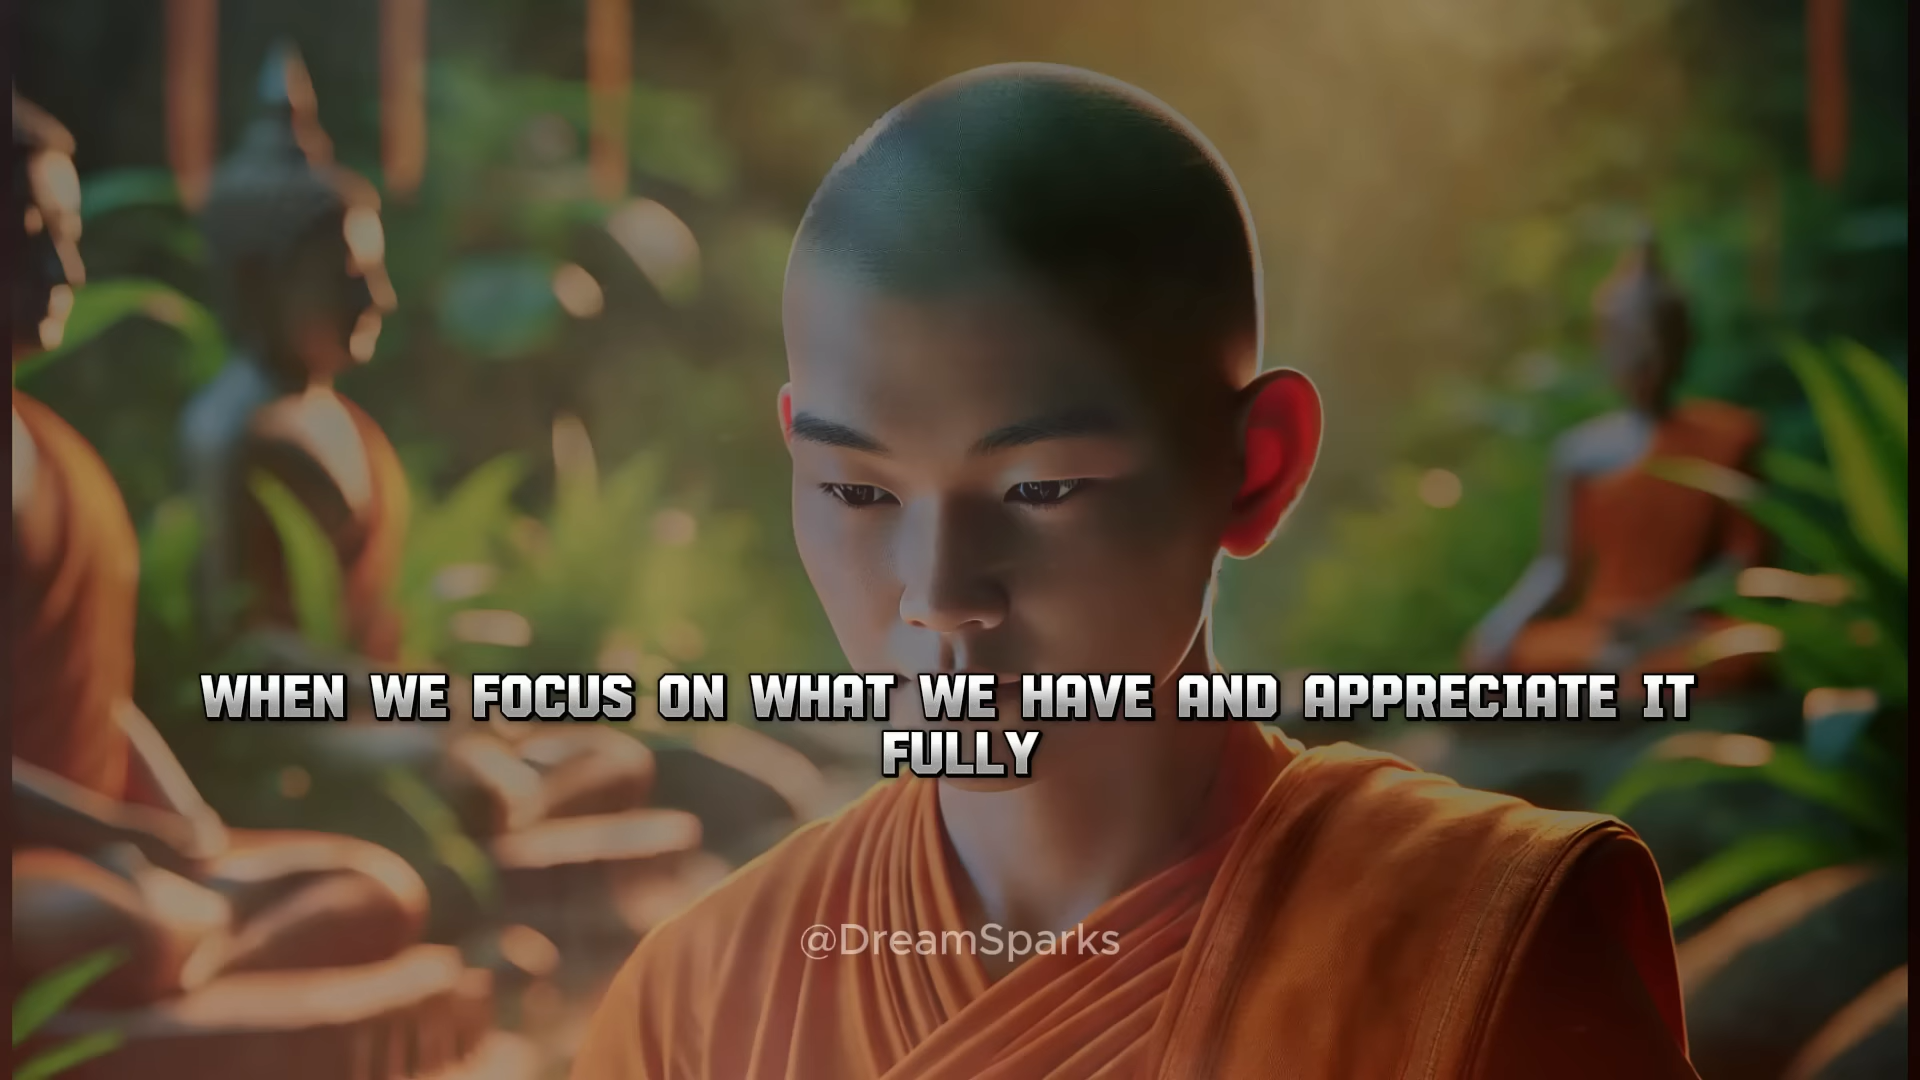 WHEN WE FOCUS ON WHAT WE HAVE AND APPRECIATE IT
FULLY
@DreamSparks